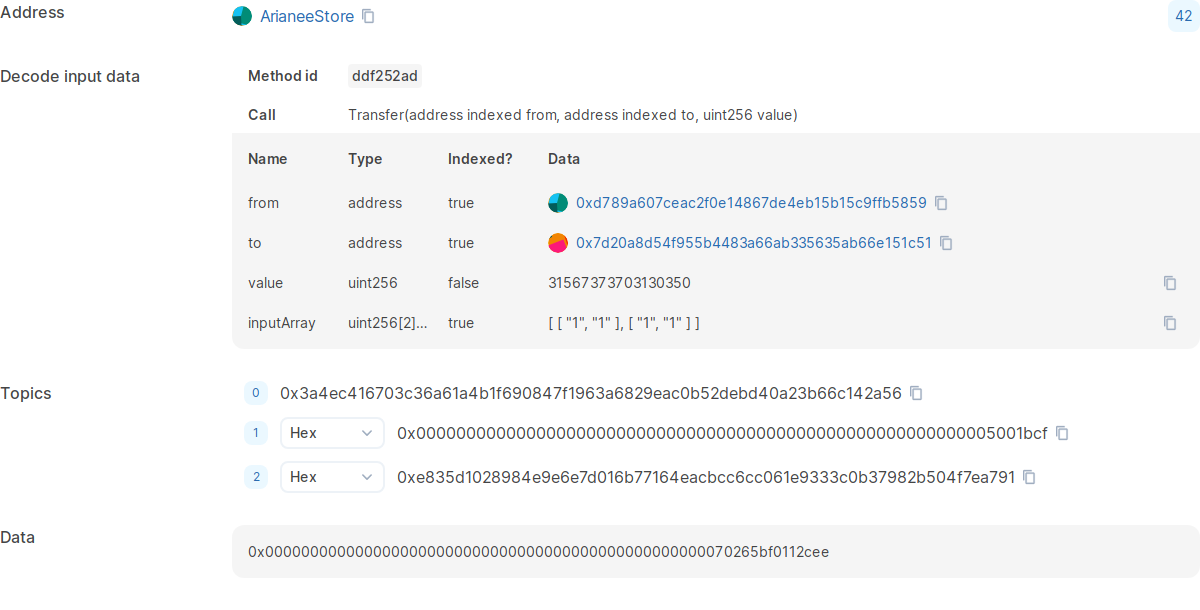 Address ArianeeStore 42
Decode input data Method id ddf252ad
Call Transfer(address indexed from, address indexed to, uint256 value)
Name Type Indexed? Data
from address true 0xd789a607ceac2f0e14867de4eb15b15c9ffb5859
to address true 0x7d20a8d54f955b4483a66ab335635ab66e151c51
value uint256 false 31567373703130350
inputArray uint256[2]... true [ [ "1", "1" ], [ "1", "1" ] ]
Topics 0 0x3a4ec416703c36a61a4b1f690847f1963a6829eac0b52debd40a23b66c142a56
1 Hex 0x0000000000000000000000000000000000000000000000000000000005001bcf
2 Hex 0xe835d1028984e9e6e7d016b77164eacbcc6cc061e9333c0b37982b504f7ea791
Data 0x0000000000000000000000000000000000000000000000000070265bf0112cee